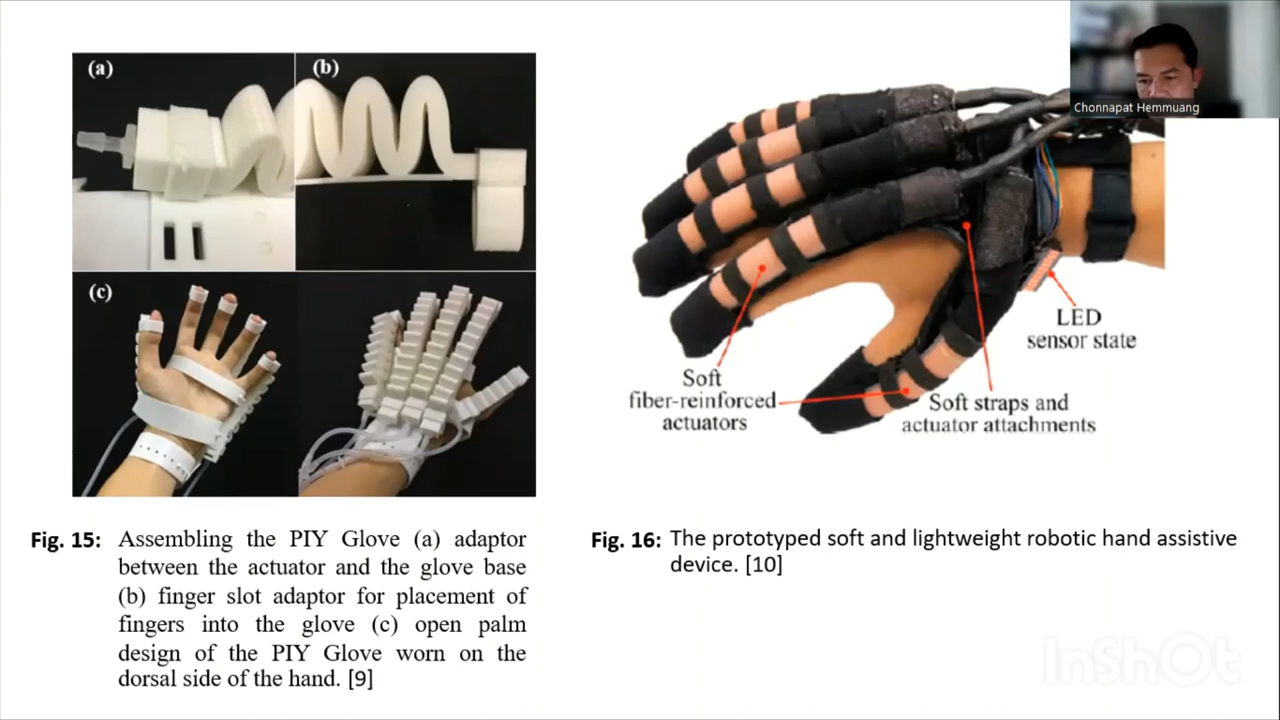 (a)
(b)
Chonnapat Hemmuang
(c)
LED
sensor state
Soft
fiber-reinforced
actuators
Soft straps and
actuator attachments
Fig. 15: Assembling the PIY Glove (a) adaptor
between the actuator and the glove base
(b) finger slot adaptor for placement of
fingers into the glove (c) open palm
design of the PIY Glove worn on the
dorsal side of the hand. [9]
Fig. 16: The prototyped soft and lightweight robotic hand assistive
device. [10]
InShOt